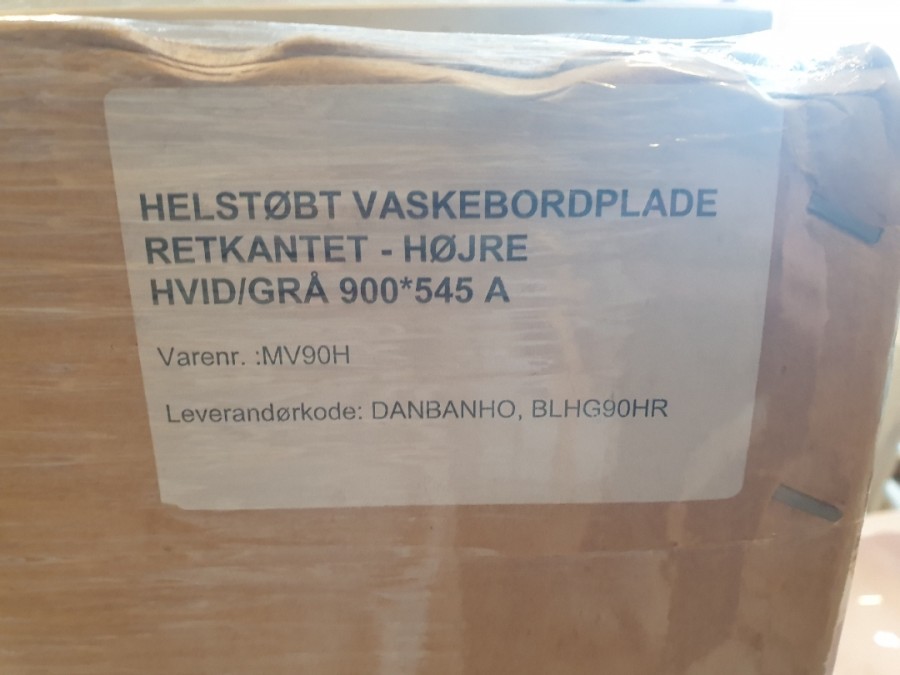 HELSTØBT VASKEBORDPLADE
RETKANTET - HØJRE
HVID/GRÅ 900*545 A
Varenr. :MV90H
Leverandørkode: DANBANHO, BLHG90HR